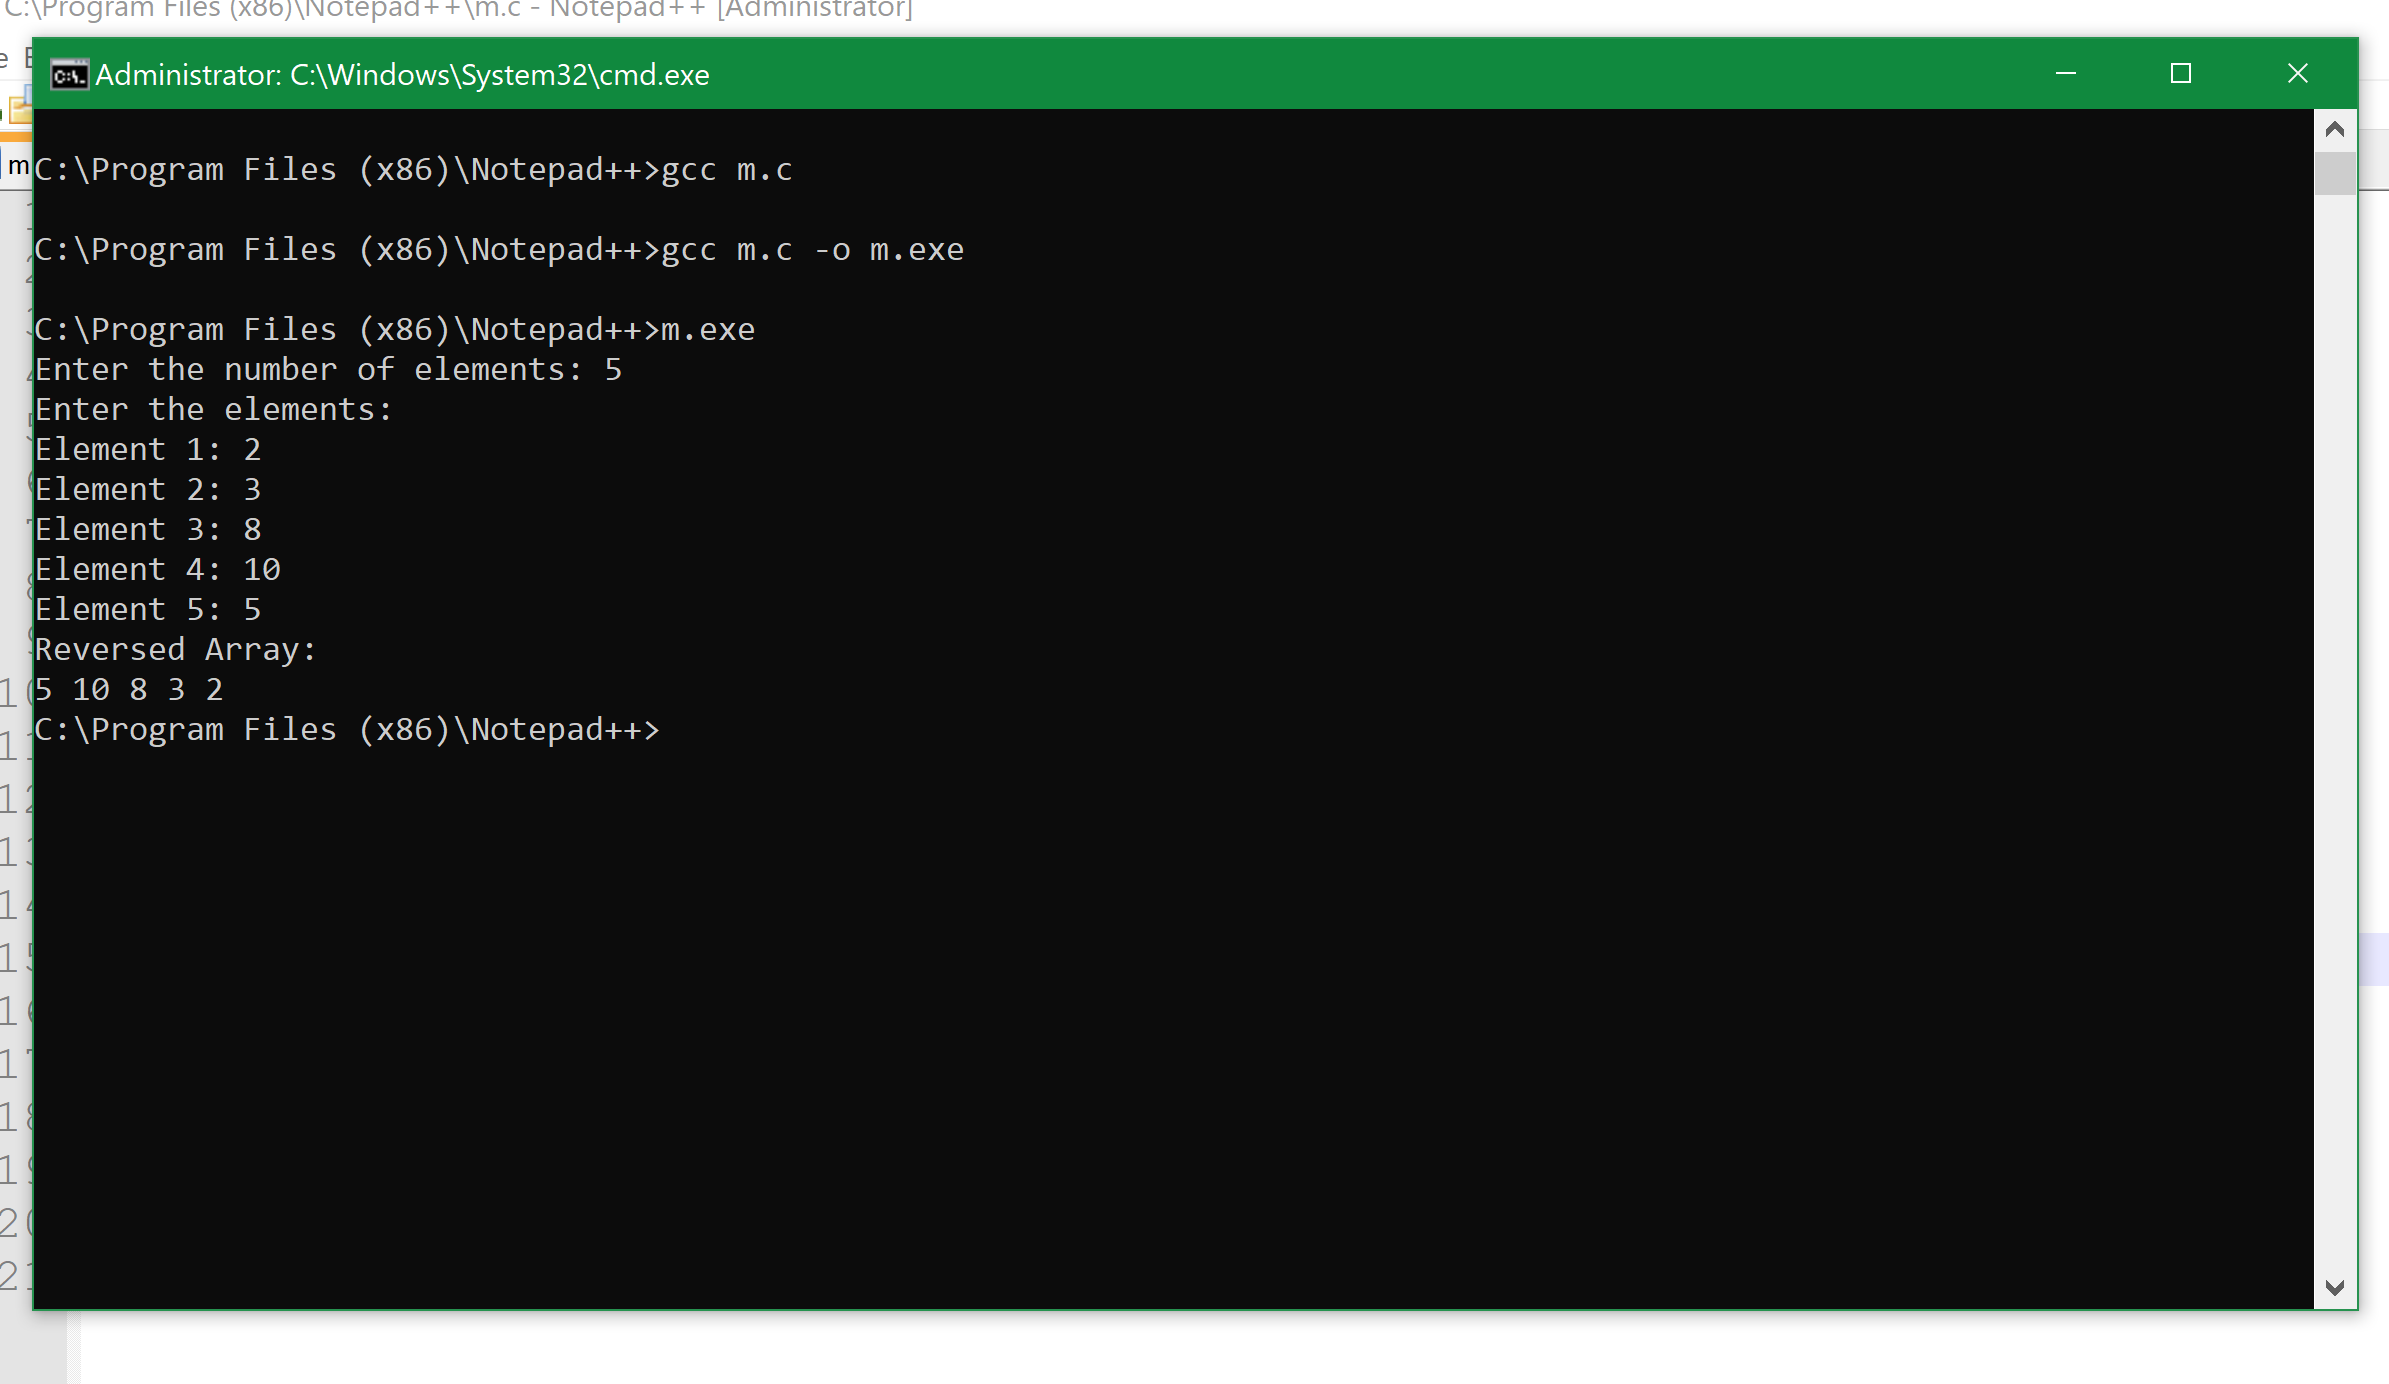 C:\Program Files (x86)\Notepad++\m.c - Notepad++ [Administrator]
Administrator: C:\Windows\System32\cmd.exe
m
C:\Program Files (x86)\Notepad++>gcc m.c
C:\Program Files (x86)\Notepad++>gcc m.c -o m.exe
C:\Program Files (x86)\Notepad++>m.exe
Enter the number of elements: 5
Enter the elements:
Element 1: 2
Element 2: 3
Element 3: 8
Element 4: 10
Element 5: 5
Reversed Array:
5 10 8 3 2
C:\Program Files (x86)\Notepad++>